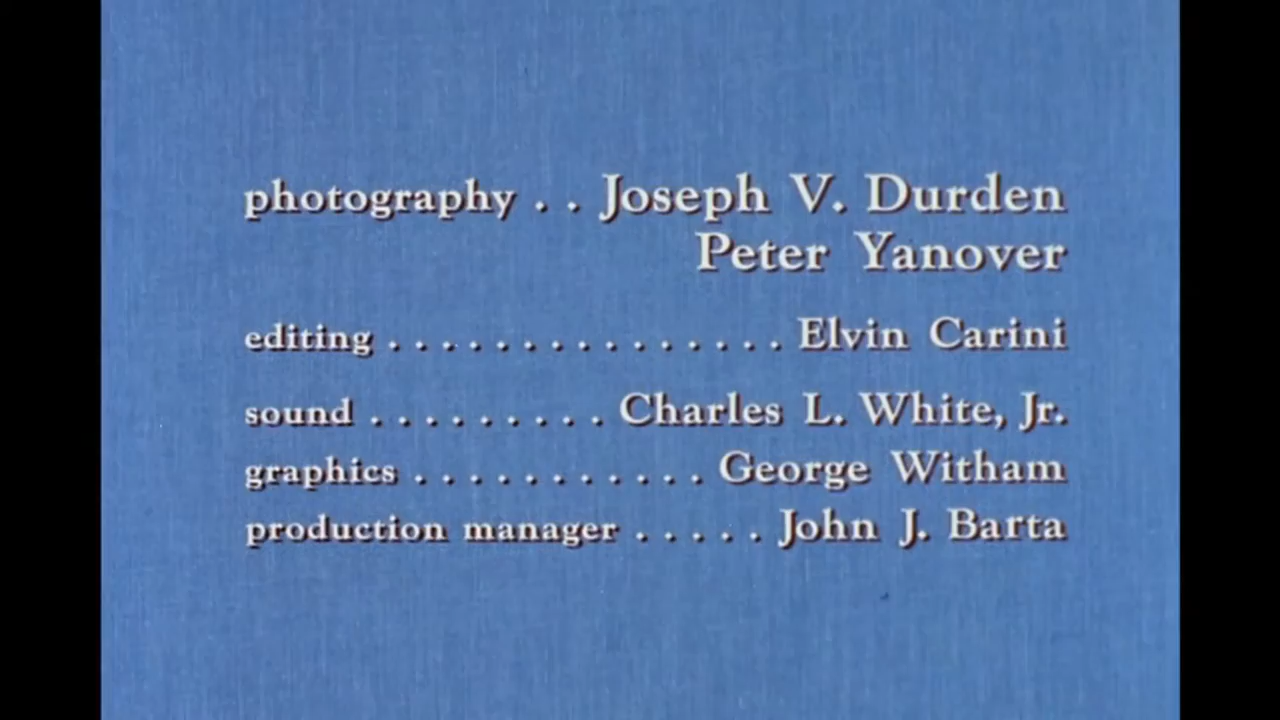 photography . . Joseph V. Durden
Peter Yanover
editing . . . . . . . . . . . . . . . Elvin Carini
sound . . . . . . . . . Charles L. White, Jr.
graphics . . . . . . . . . . . George Witham
production manager . . . . . John J. Barta